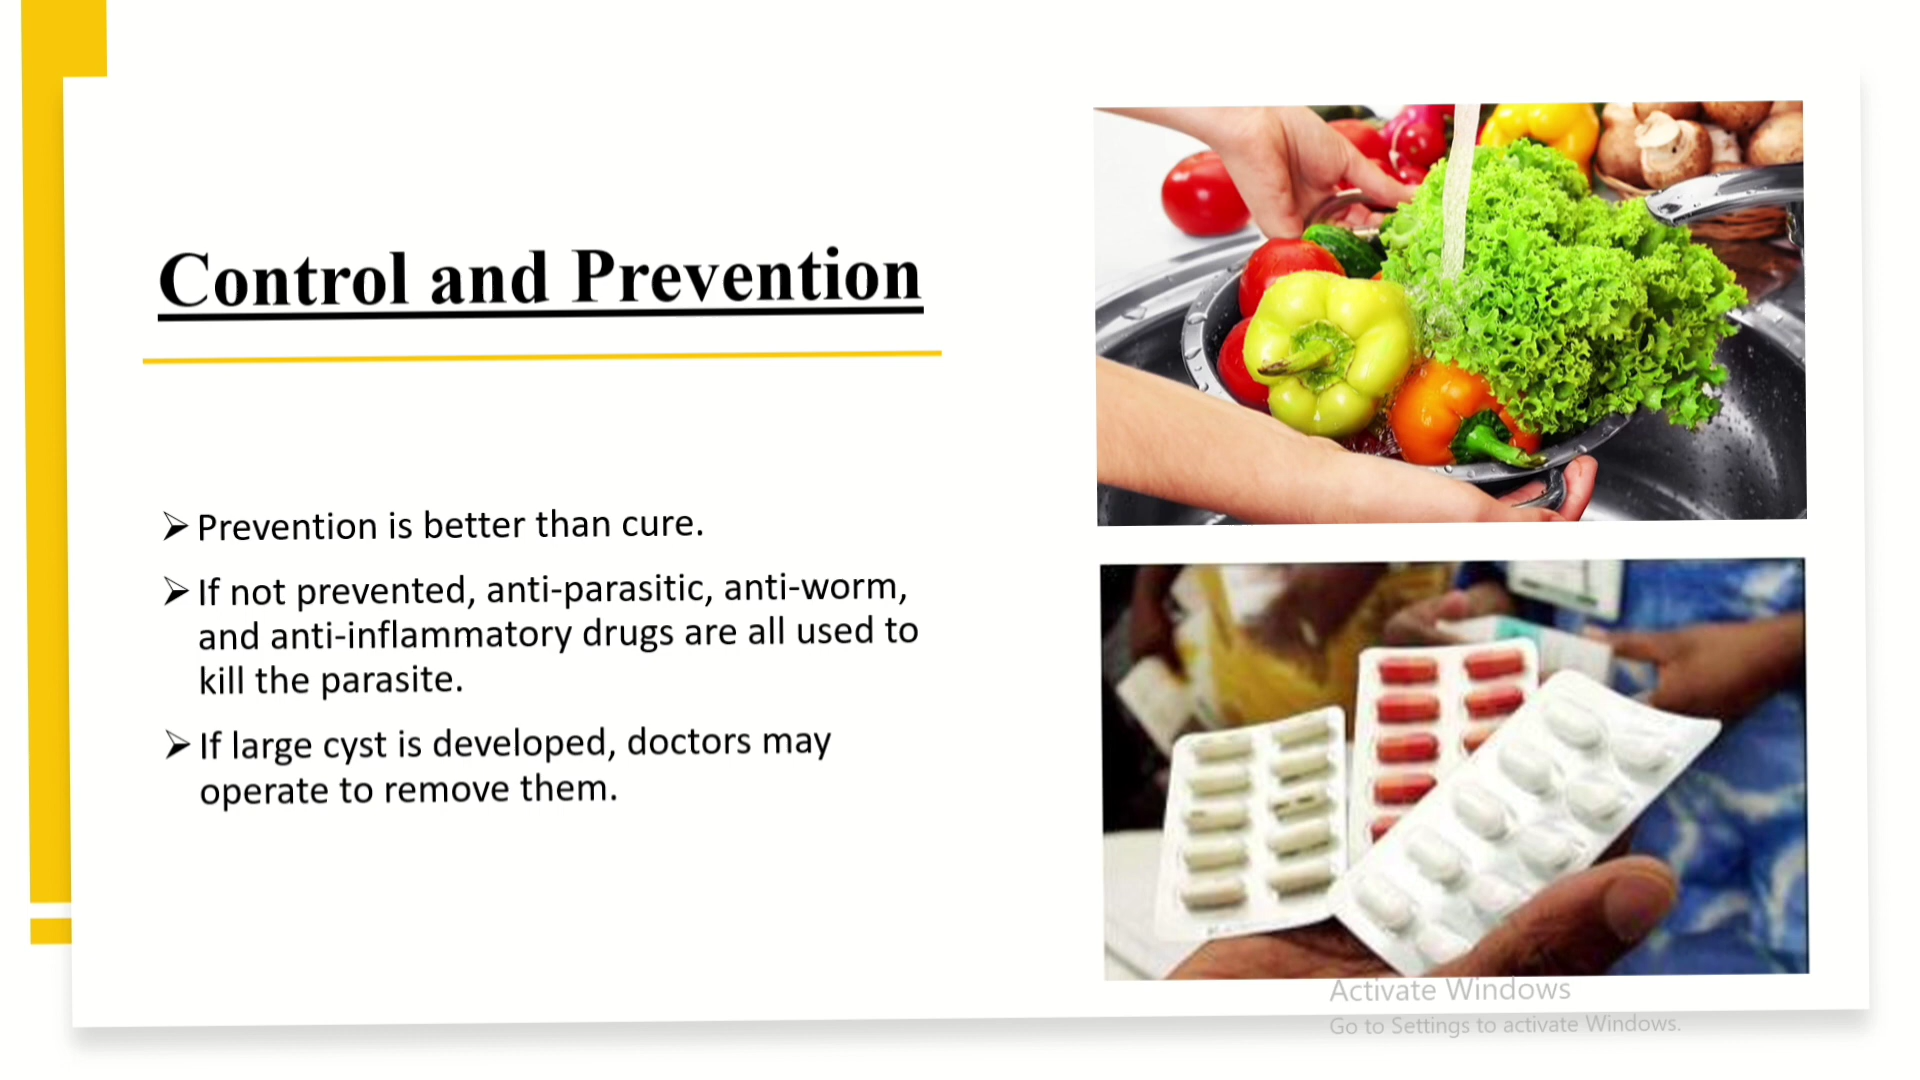 Control and Prevention
➢ Prevention is better than cure.
➢ If not prevented, anti-parasitic, anti-worm,
and anti-inflammatory drugs are all used to
kill the parasite.
➢ If large cyst is developed, doctors may
operate to remove them.
Activate Windows
Go to Settings to activate Windows.